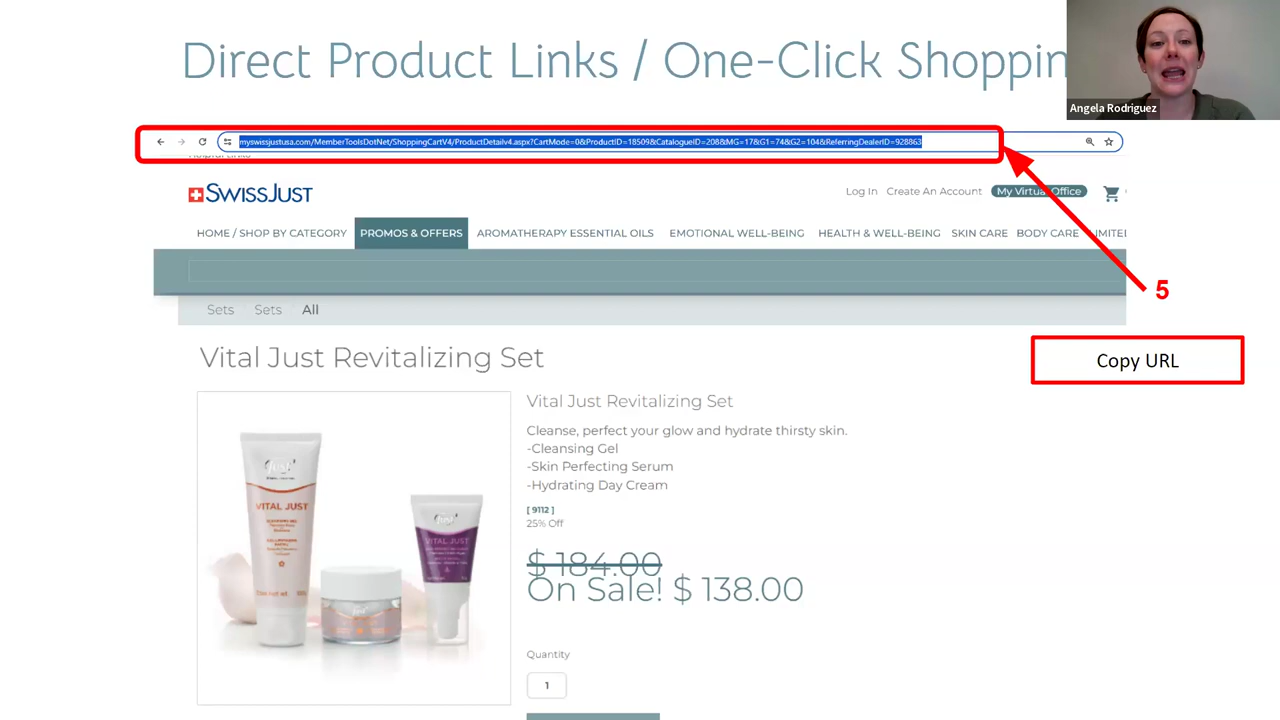 Direct Product Links / One-Click Shoppin
Angela Rodriguez
myswissjustusa.com/MemberToolsDotNet/ShoppingCartV4/ProductDetailv4.aspx?CartMode=0&ProductID=18509&CatalogueID=208&MG=17&G1=74&G2=104&ReferringDealerID=928863
Helpful Links
SWISSJUST
Log In Create An Account My Virtual Office
HOME / SHOP BY CATEGORY PROMOS & OFFERS AROMATHERAPY ESSENTIAL OILS EMOTIONAL WELL-BEING HEALTH & WELL-BEING SKIN CARE BODY CARE LIMITE
5
Sets Sets All
Copy URL
Vital Just Revitalizing Set
Vital Just Revitalizing Set
Cleanse, perfect your glow and hydrate thirsty skin.
-Cleansing Gel
-Skin Perfecting Serum
-Hydrating Day Cream
[ 9112 ]
25% Off
$ 184.00
On Sale! $ 138.00
Quantity
1
Just
VITAL JUST
Just
VITAL JUST